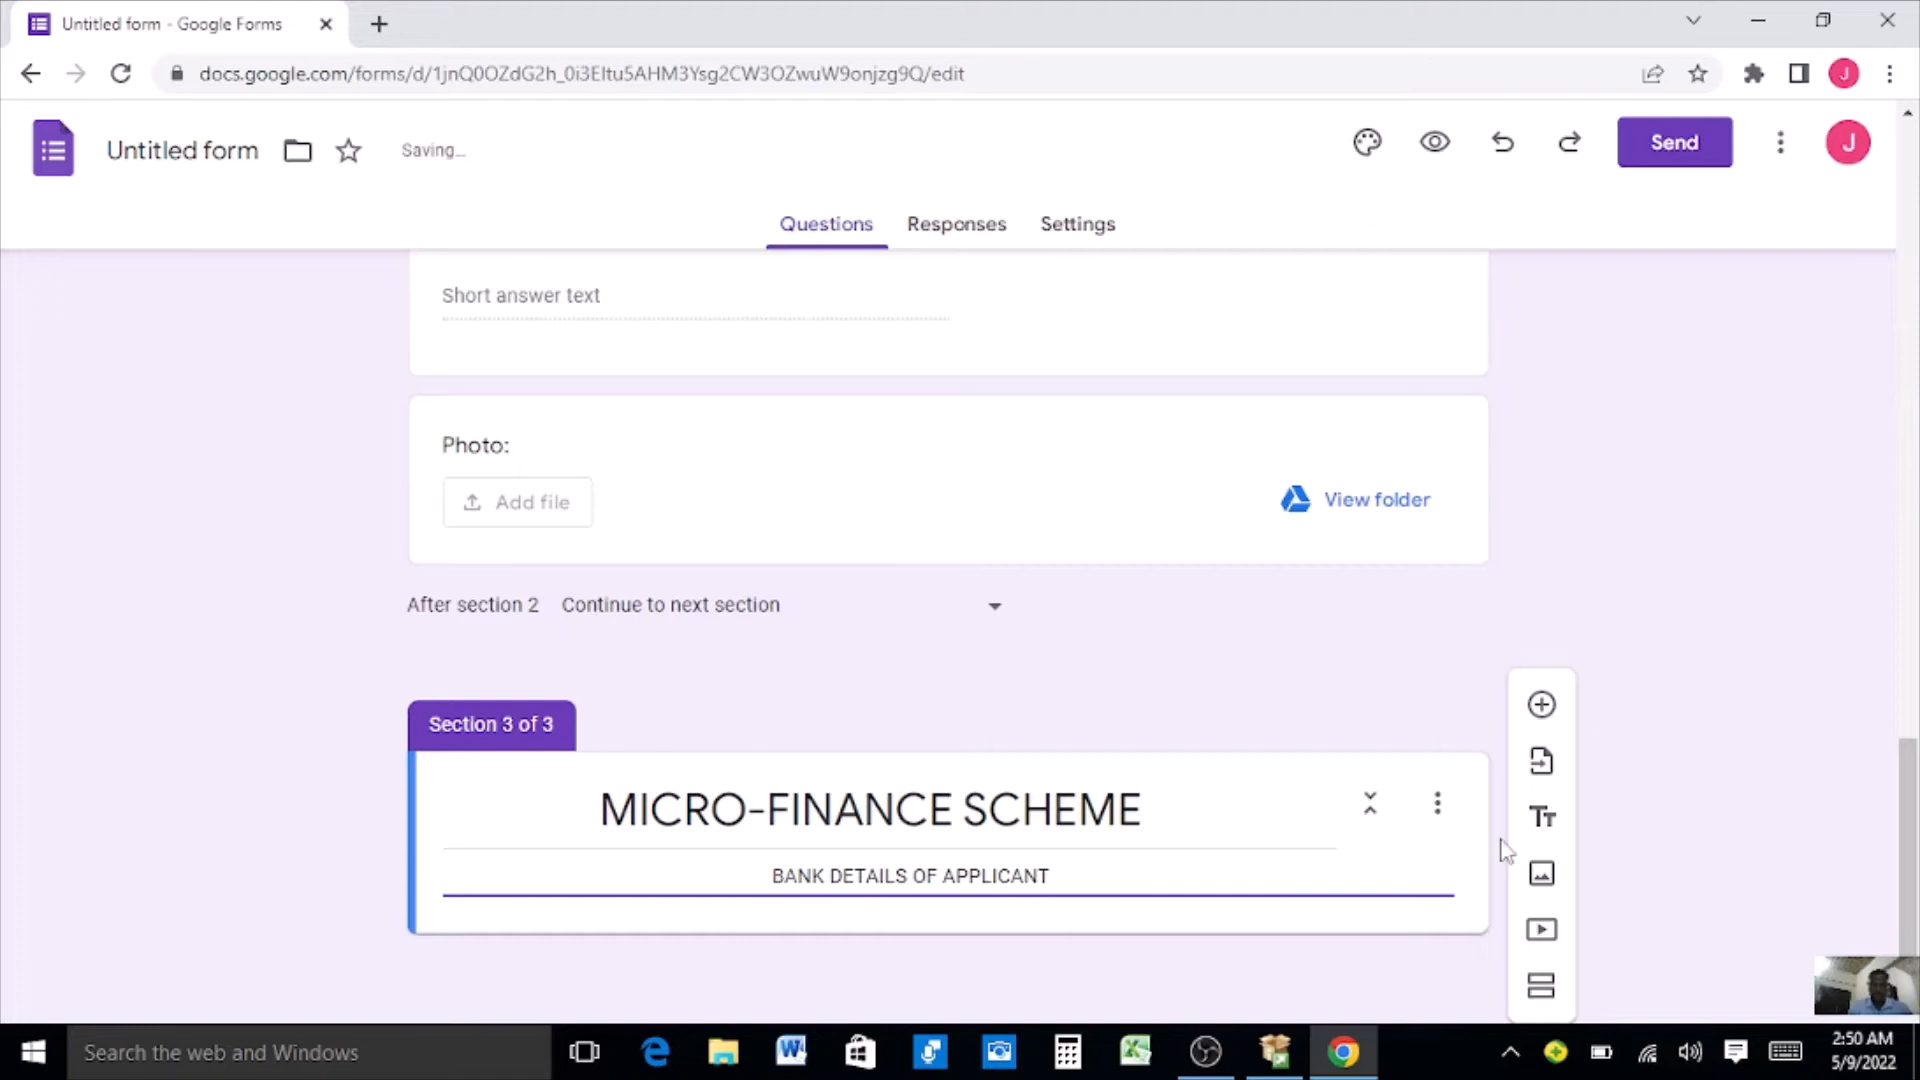 Untitled form - Google Forms
docs.google.com/forms/d/1jnQ0OZdG2h_0i3EItu5AHM3Ysg2CW3OZwuW9onjzg9Q/edit
J
Untitled form
Saving...
Send
J
Questions
Responses
Settings
Short answer text
Photo:
Add file
View folder
After section 2
Continue to next section
Section 3 of 3
MICRO-FINANCE SCHEME
BANK DETAILS OF APPLICANT
Search the web and Windows
2:50 AM
5/9/2022